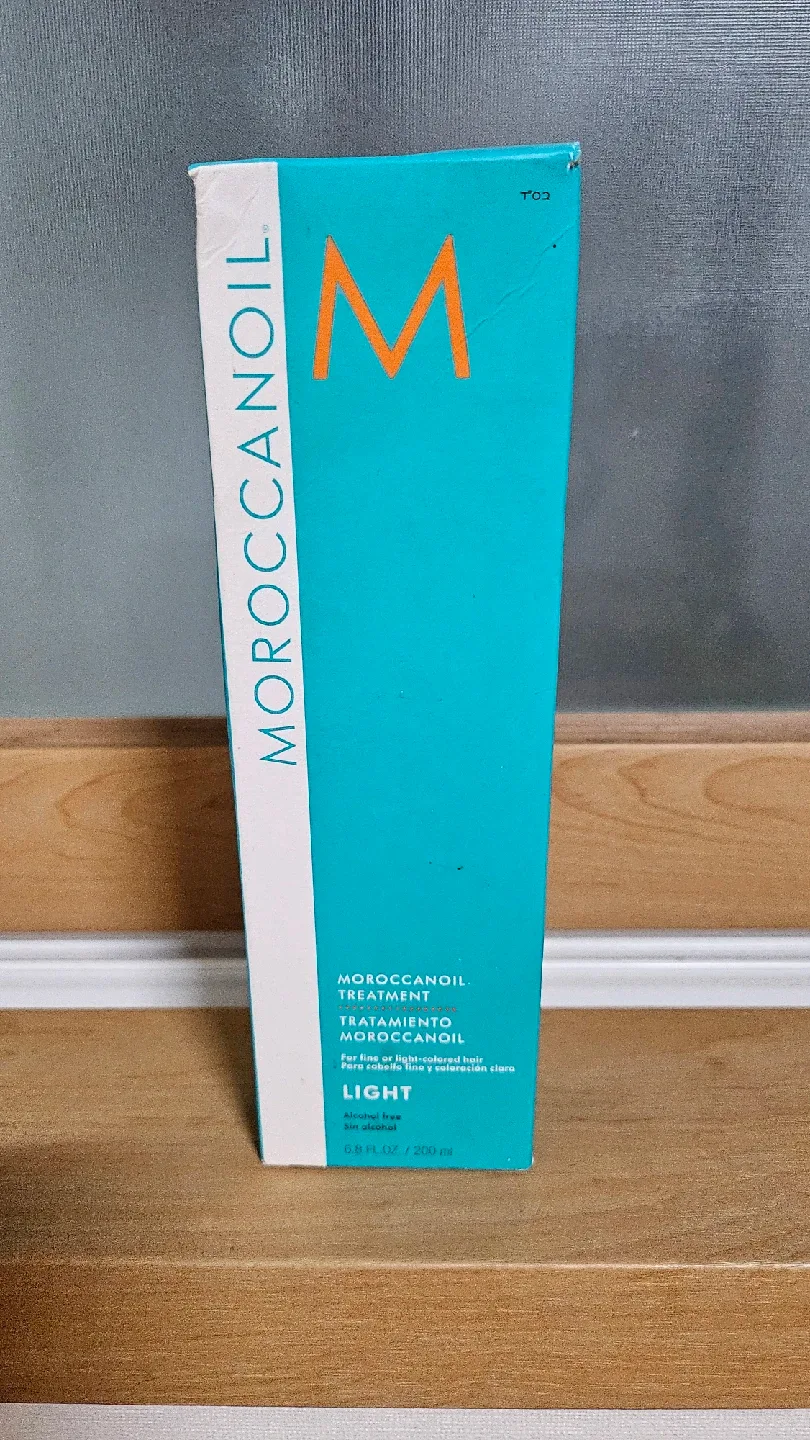 MOROCCANOIL®
M
MOROCCANOIL
TREATMENT
TRATAMIENTO
MOROCCANOIL
For fine or light-colored hair
Para cabello fino y coloración clara
LIGHT
Alcohol free
Sin alcohol
6.8 FL.OZ. / 200 ml